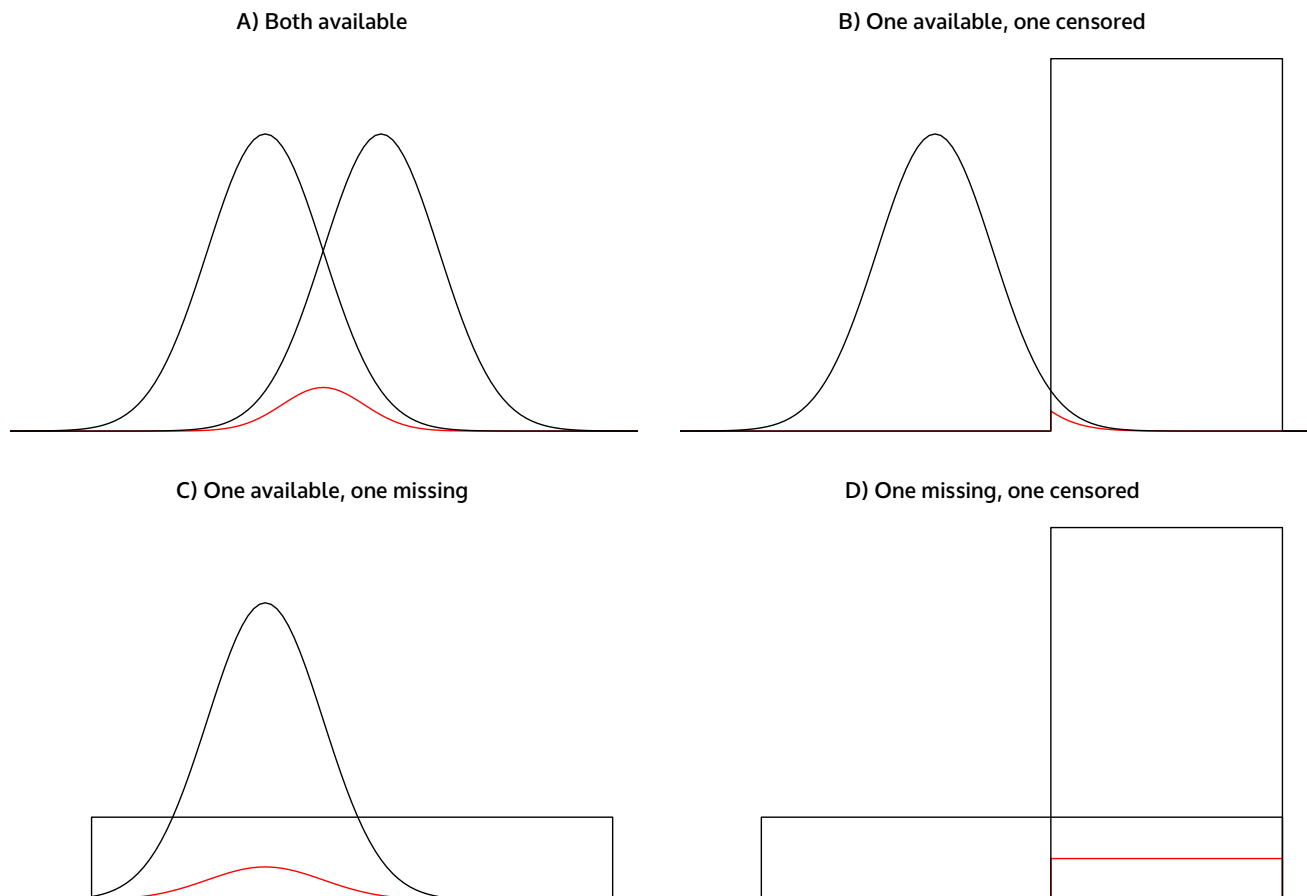 A) Both available
B) One available, one censored
C) One available, one missing
D) One missing, one censored